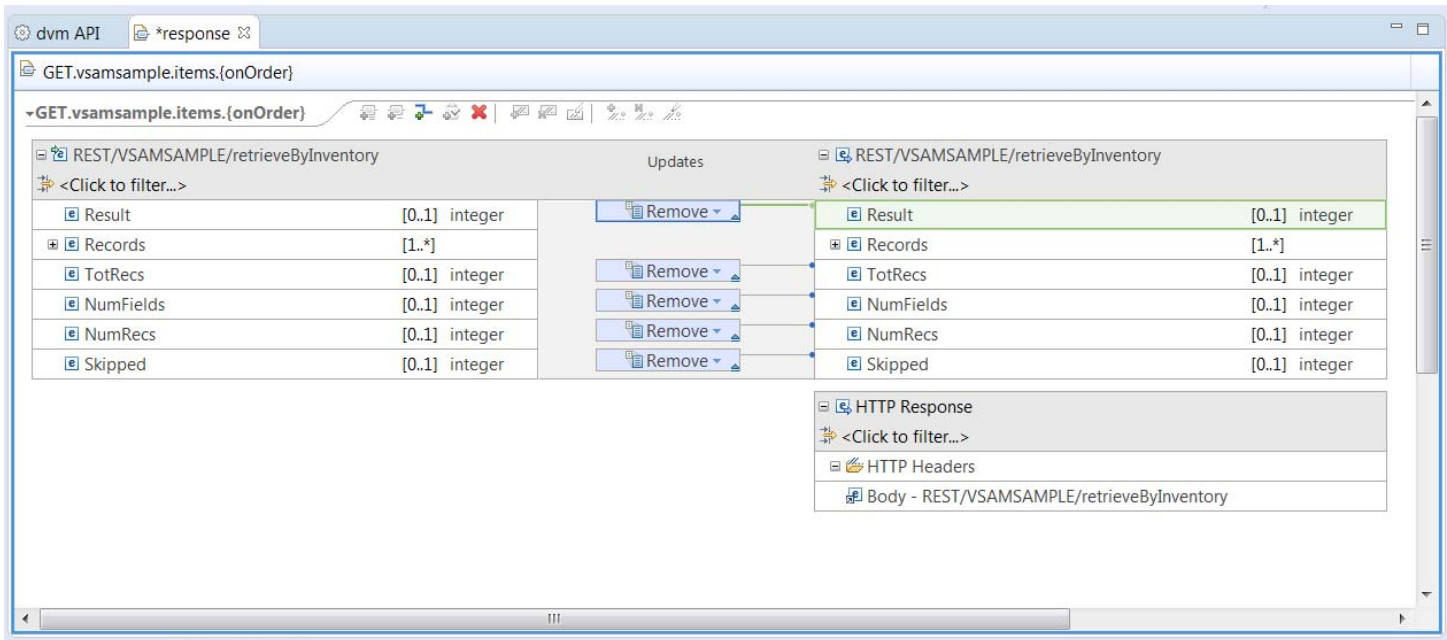 dvm API *response
GET.vsamsample.items.{onOrder}
GET.vsamsample.items.{onOrder}
REST/VSAMSAMPLE/retrieveByInventory Updates REST/VSAMSAMPLE/retrieveByInventory
<Click to filter...> <Click to filter...>
Result [0..1] integer Remove Result [0..1] integer
Records [1..*] Records [1..*]
TotRecs [0..1] integer Remove TotRecs [0..1] integer
NumFields [0..1] integer Remove NumFields [0..1] integer
NumRecs [0..1] integer Remove NumRecs [0..1] integer
Skipped [0..1] integer Remove Skipped [0..1] integer
HTTP Response
<Click to filter...>
HTTP Headers
Body - REST/VSAMSAMPLE/retrieveByInventory